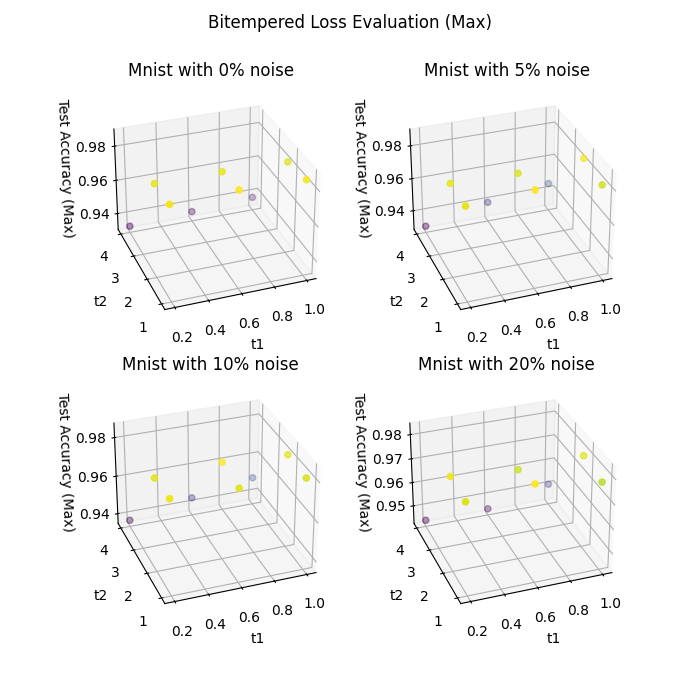 Bitempered Loss Evaluation (Max)
Mnist with 0% noise
Test Accuracy (Max)
0.98
0.96
0.94
4
3
2
1
t2
0.2
0.4
0.6
0.8
1.0
t1
Mnist with 5% noise
Test Accuracy (Max)
0.98
0.96
0.94
4
3
2
1
t2
0.2
0.4
0.6
0.8
1.0
t1
Mnist with 10% noise
Test Accuracy (Max)
0.98
0.96
0.94
4
3
2
1
t2
0.2
0.4
0.6
0.8
1.0
t1
Mnist with 20% noise
Test Accuracy (Max)
0.98
0.97
0.96
0.95
4
3
2
1
t2
0.2
0.4
0.6
0.8
1.0
t1